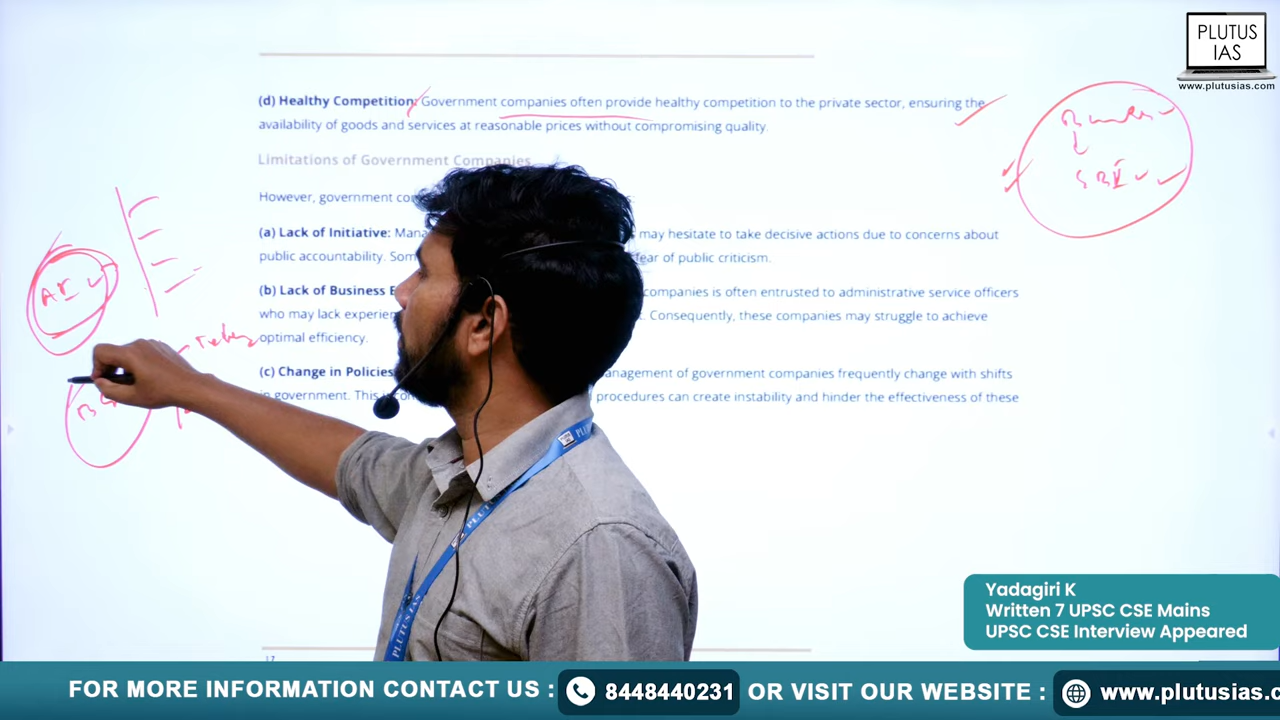 PLUTUS
IAS
www.plutusias.com
(d) Healthy Competition: Government companies often provide healthy competition to the private sector, ensuring the
availability of goods and services at reasonable prices without compromising quality.
Limitations of Government Companies
However, government
(a) Lack of Initiative: may hesitate to take decisive actions due to concerns about
public accountability. fear of public criticism.
(b) Lack of Business companies is often entrusted to administrative service officers
who may lack Consequently, these companies may struggle to achieve
optimal efficiency.
(c) Change in Policies of government companies frequently change with shifts
in government. procedures can create instability and hinder the effectiveness of these
SBI
AI
PLUTUS IAS
Yadagiri K
Written 7 UPSC CSE Mains
UPSC CSE Interview Appeared
17
FOR MORE INFORMATION CONTACT US : 8448440231 OR VISIT OUR WEBSITE : www.plutusias.c